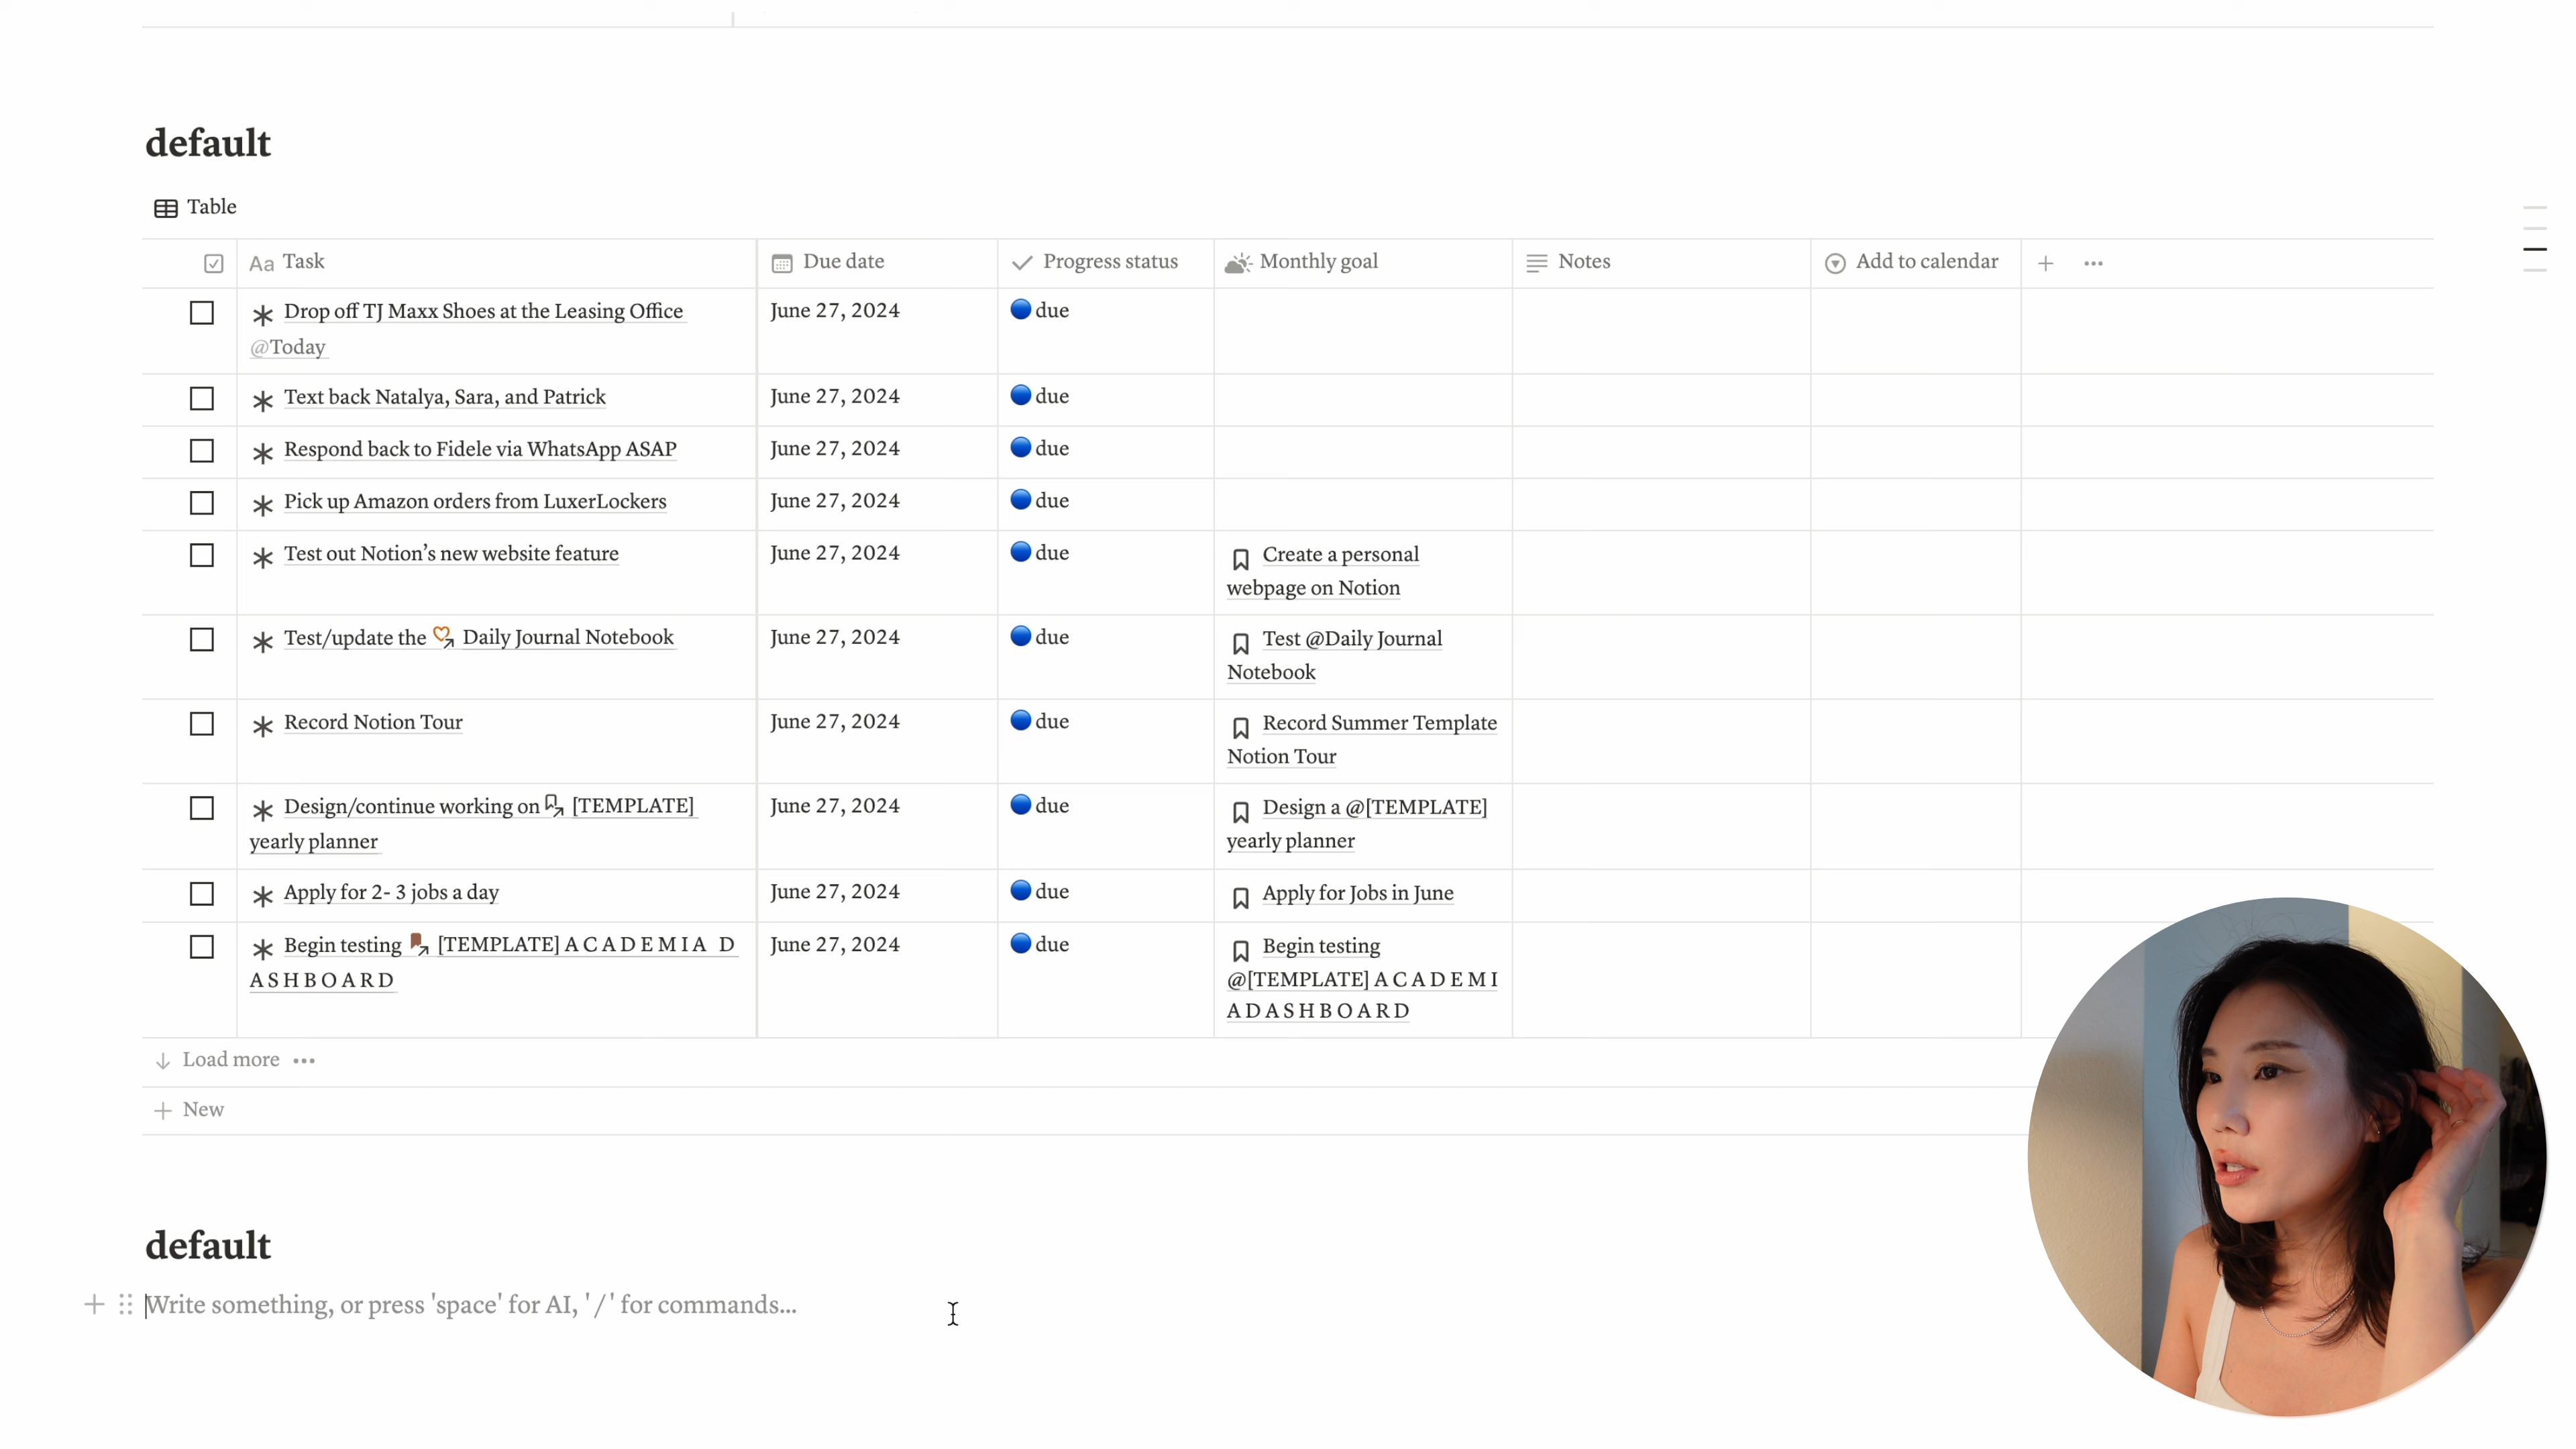 default
Table
Aa Task Due date Progress status Monthly goal Notes Add to calendar
Drop off TJ Maxx Shoes at the Leasing Office June 27, 2024 due
@Today
Text back Natalya, Sara, and Patrick June 27, 2024 due
Respond back to Fidele via WhatsApp ASAP June 27, 2024 due
Pick up Amazon orders from LuxerLockers June 27, 2024 due
Test out Notion’s new website feature June 27, 2024 due Create a personal
webpage on Notion
Test/update the Daily Journal Notebook June 27, 2024 due Test @Daily Journal
Notebook
Record Notion Tour June 27, 2024 due Record Summer Template
Notion Tour
Design/continue working on [TEMPLATE] June 27, 2024 due Design a @[TEMPLATE]
yearly planner yearly planner
Apply for 2- 3 jobs a day June 27, 2024 due Apply for Jobs in June
Begin testing [TEMPLATE] A C A D E M I A D June 27, 2024 due Begin testing
A S H B O A R D @[TEMPLATE] A C A D E M I
A D A S H B O A R D
Load more
New
default
Write something, or press 'space' for AI, '/' for commands...